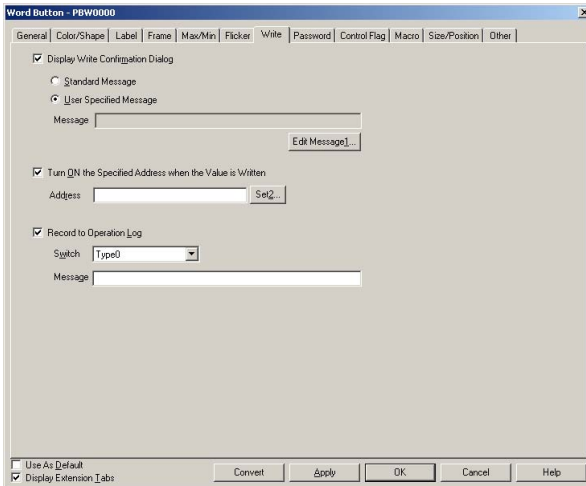 Word Button - PBW0000
General Color/Shape Label Frame Max/Min Flicker Write Password Control Flag Macro Size/Position Other
Display Write Confirmation Dialog
Standard Message
User Specified Message
Message
Edit Message1...
Turn ON the Specified Address when the Value is Written
Address Set2...
Record to Operation Log
Switch Type0
Message
Use As Default
Display Extension Tabs Convert Apply OK Cancel Help